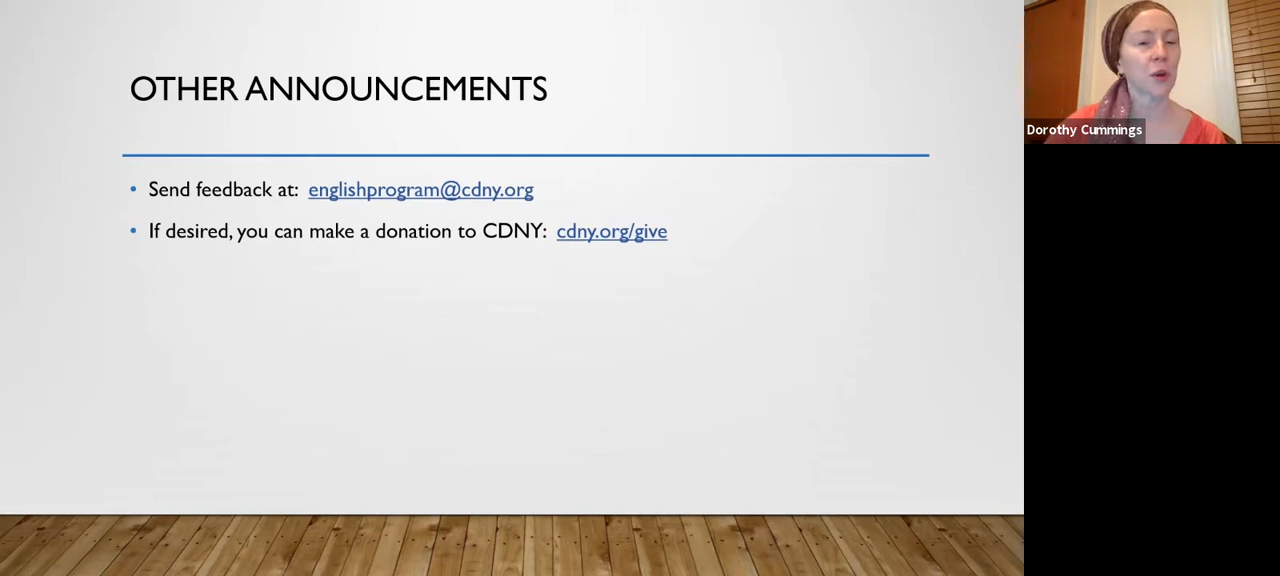 OTHER ANNOUNCEMENTS
• Send feedback at: englishprogram@cdny.org
• If desired, you can make a donation to CDNY: cdny.org/give
Dorothy Cummings